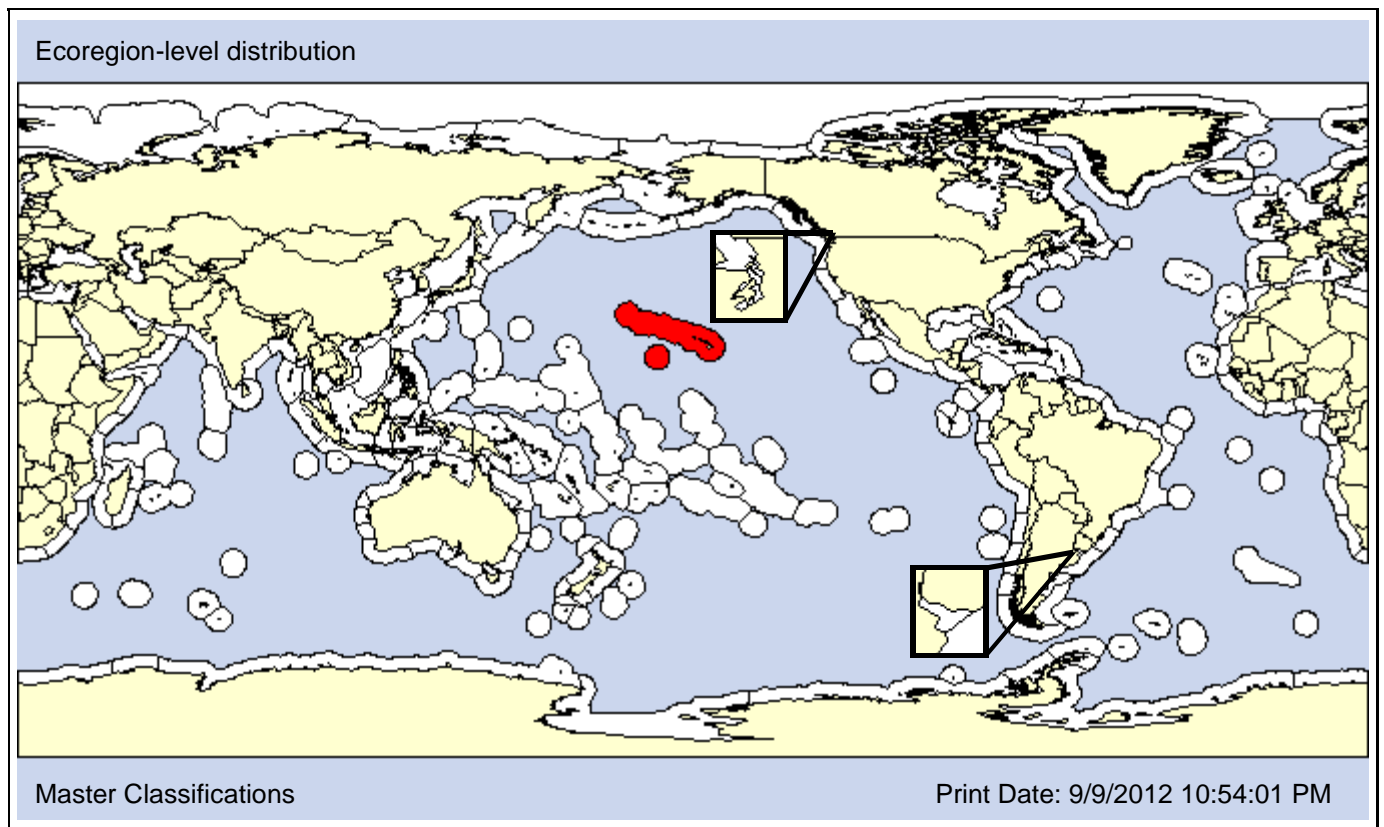 Ecoregion-level distribution
Master Classifications
Print Date: 9/9/2012 10:54:01 PM